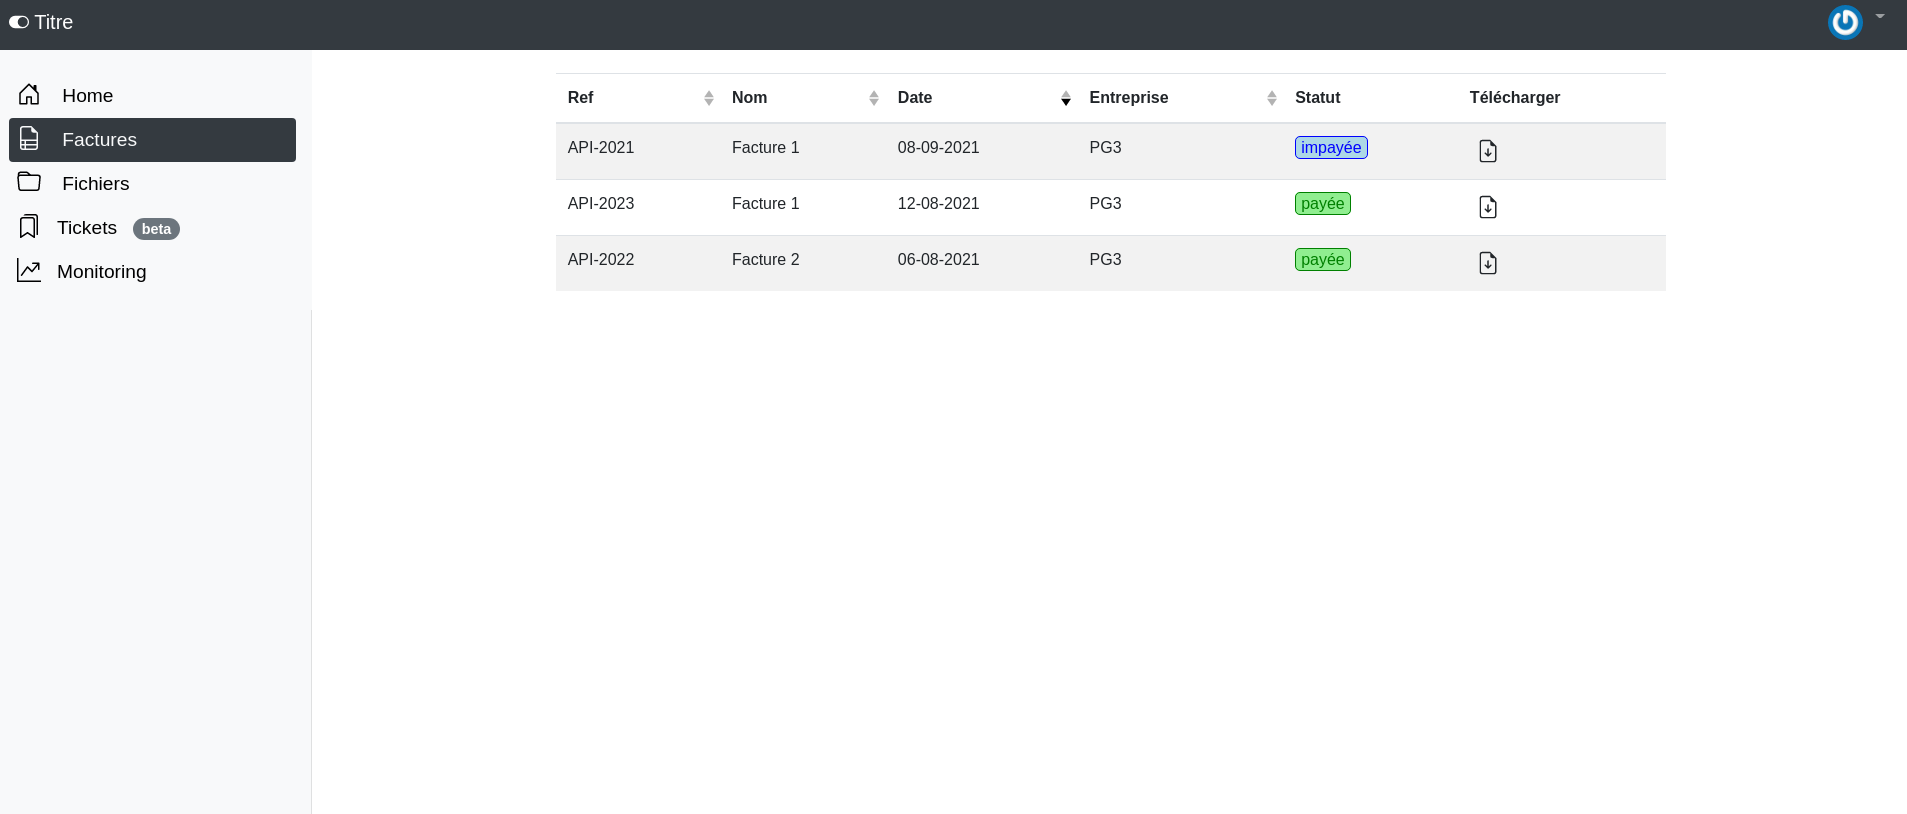 Titre
Home
Factures
Fichiers
Tickets beta
Monitoring
Ref Nom Date Entreprise Statut Télécharger
API-2021 Facture 1 08-09-2021 PG3 impayée
API-2023 Facture 1 12-08-2021 PG3 payée
API-2022 Facture 2 06-08-2021 PG3 payée